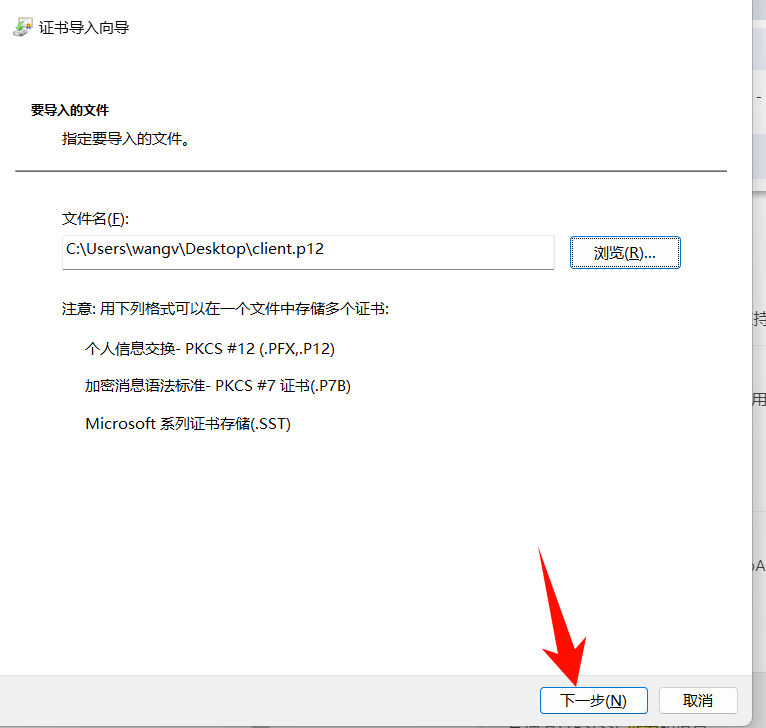 证书导入向导
要导入的文件
指定要导入的文件。
文件名(F):
C:\Users\wangv\Desktop\client.p12
浏览(R)...
注意: 用下列格式可以在一个文件中存储多个证书:
个人信息交换- PKCS #12 (.PFX,.P12)
加密消息语法标准- PKCS #7 证书(.P7B)
Microsoft 系列证书存储(.SST)
持
用
下一步(N)
取消